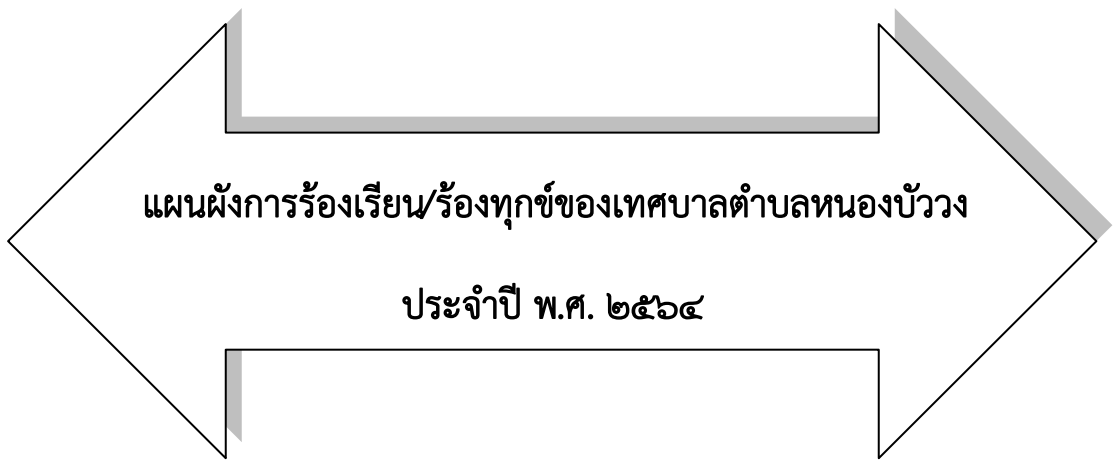 แผนผังการร้องเรียน/ร้องทุกข์ของเทศบาลตำบลหนองบัววง
ประจำปี พ.ศ. ๒๕๖๔